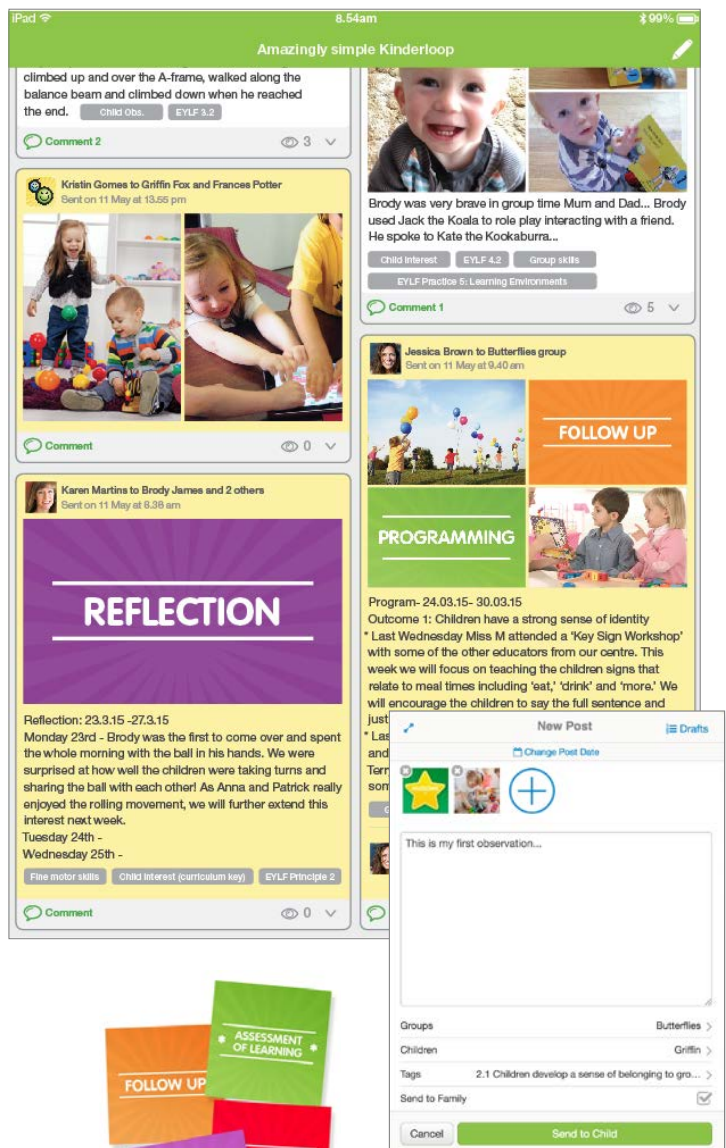 iPad
8.54am
99%
Amazingly simple Kinderloop
climbed up and over the A-frame, walked along the
balance beam and climbed down when he reached
the end. Child Obs. EYLF 3.2
Comment 2 3
Kristin Gomes to Griffin Fox and Frances Potter
Sent on 11 May at 13.55 pm
Comment 0
Karen Martins to Brody James and 2 others
Sent on 11 May at 8.38 am
REFLECTION
Reflection: 23.3.15 -27.3.15
Monday 23rd - Brody was the first to come over and spent
the whole morning with the ball in his hands. We were
surprised at how well the children were taking turns and
sharing the ball with each other! As Anna and Patrick really
enjoyed the rolling movement, we will further extend this
interest next week.
Tuesday 24th -
Wednesday 25th -
Fine motor skills Child Interest (curriculum key) EYLF Principle 2
Comment 0
Brody was very brave in group time Mum and Dad... Brody
used Jack the Koala to role play interacting with a friend.
He spoke to Kate the Kookaburra...
Child Interest EYLF 4.2 Group skills
EYLF Practice 5: Learning Environments
Comment 1 5
Jessica Brown to Butterflies group
Sent on 11 May at 9.40 am
FOLLOW UP
PROGRAMMING
Program- 24.03.15- 30.03.15
Outcome 1: Children have a strong sense of identity
* Last Wednesday Miss M attended a ‘Key Sign Workshop’
with some of the other educators from our centre. This
week we will focus on teaching the children signs that
relate to meal times including ‘eat,’ ‘drink’ and ‘more.’ We
will encourage the children to say the full sentence and
just
* Las
and
Terr
som
New Post
Drafts
Change Post Date
This is my first observation...
Groups Butterflies
Children Griffin
Tags 2.1 Children develop a sense of belonging to gro...
Send to Family
Cancel Send to Child
ASSESSMENT
OF LEARNING
FOLLOW UP